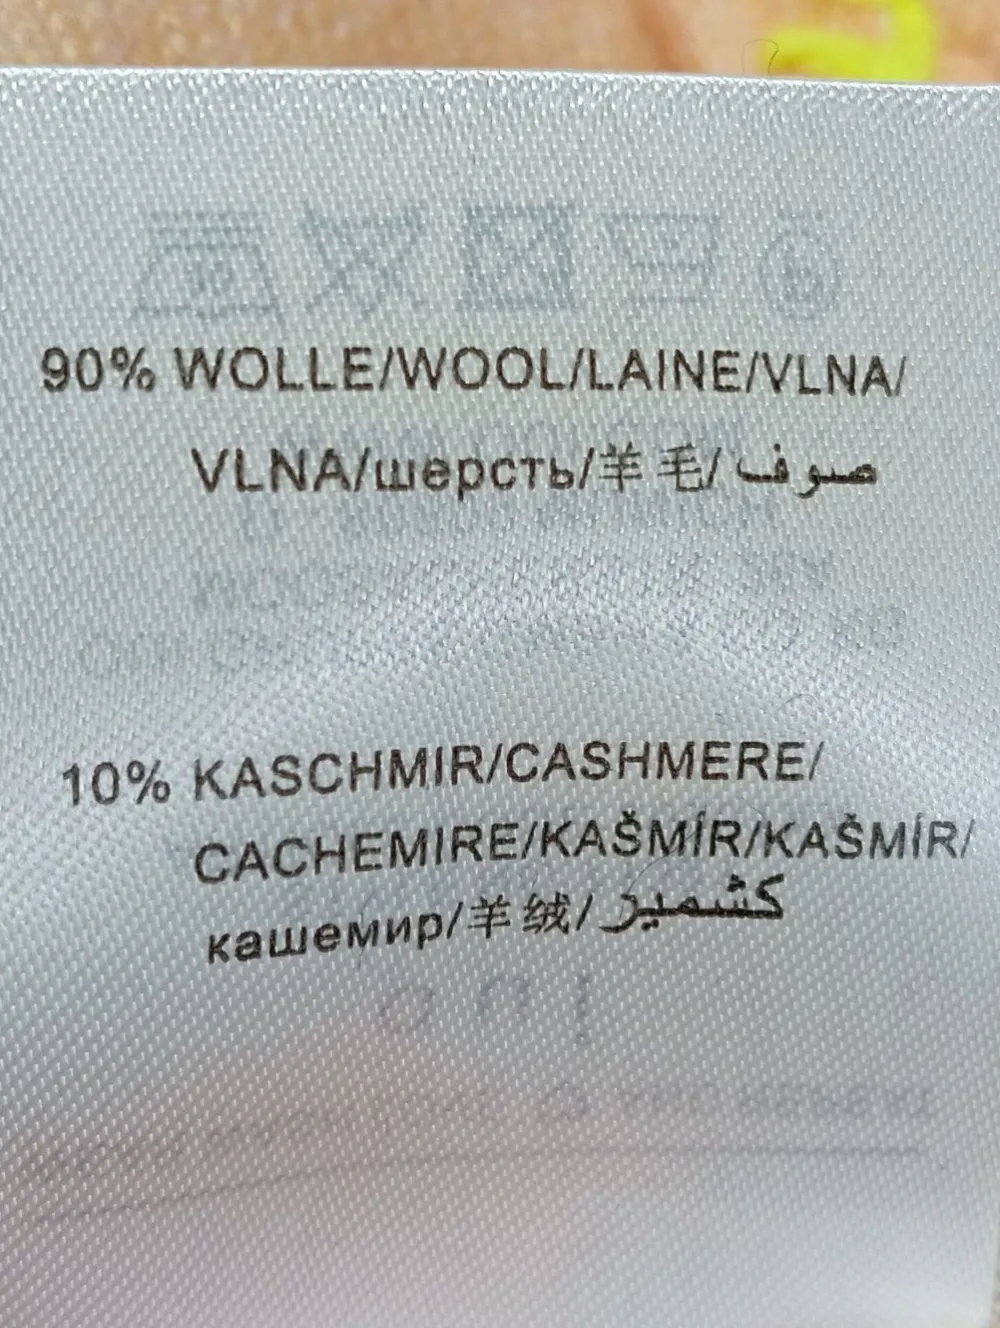 90% WOLLE/WOOL/LAINE/VLNA/
VLNA/шерсть/羊毛/صوف
10% KASCHMIR/CASHMERE/
CACHEMIRE/KAŠMÍR/KAŠMÍR/
кашемир/羊绒/كشمير